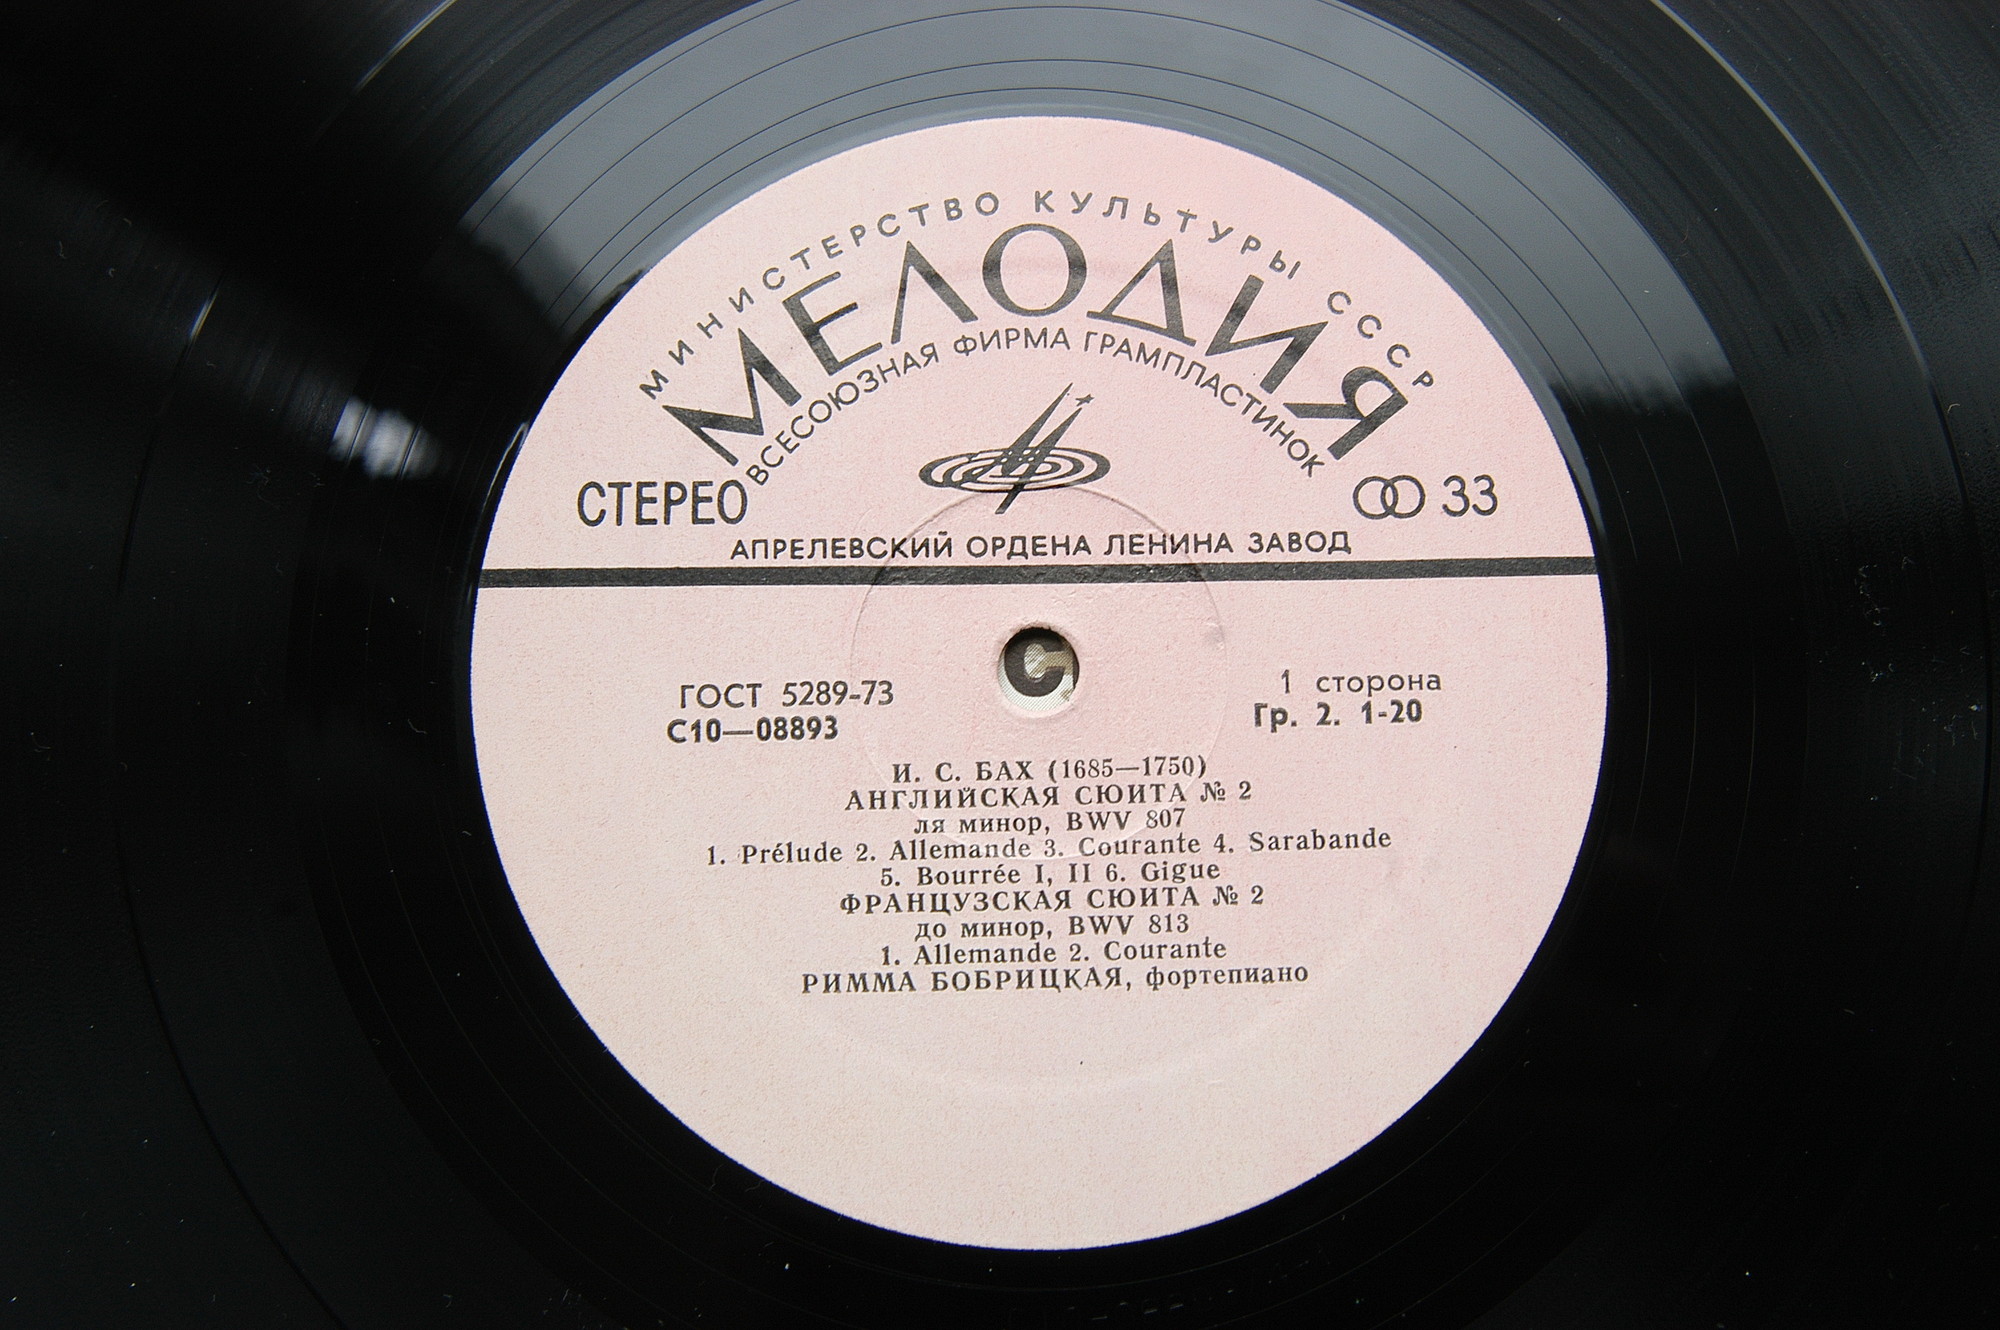 МИНИСТЕРСТВО КУЛЬТУРЫ СССР
МЕЛОДИЯ
ВСЕСОЮЗНАЯ ФИРМА ГРАМПЛАСТИНОК
СТЕРЕО
33
АПРЕЛЕВСКИЙ ОРДЕНА ЛЕНИНА ЗАВОД
ГОСТ 5289-73
С10—08893
1 сторона
Гр. 2. 1-20
И. С. БАХ (1685—1750)
АНГЛИЙСКАЯ СЮИТА № 2
ля минор, BWV 807
1. Prélude 2. Allemande 3. Courante 4. Sarabande
5. Bourrée I, II 6. Gigue
ФРАНЦУЗСКАЯ СЮИТА № 2
до минор, BWV 813
1. Allemande 2. Courante
РИММА БОБРИЦКАЯ, фортепиано